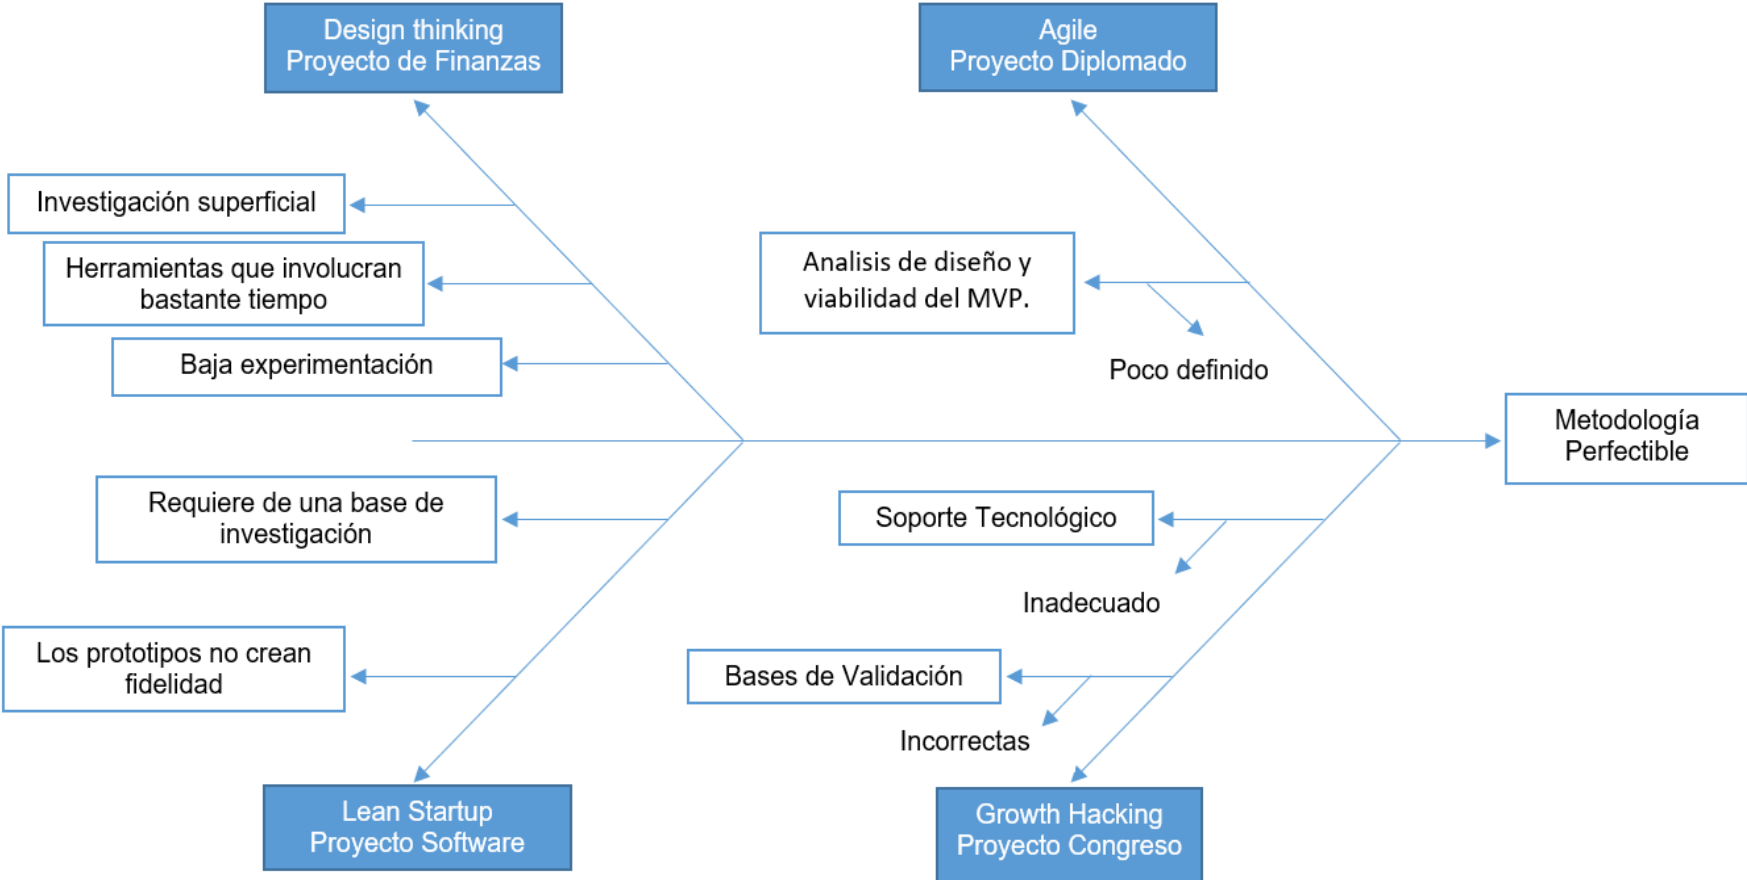 Design thinking
Proyecto de Finanzas
Agile
Proyecto Diplomado
Investigación superficial
Herramientas que involucran
bastante tiempo
Baja experimentación
Analisis de diseño y
viabilidad del MVP.
Poco definido
Metodología
Perfectible
Requiere de una base de
investigación
Los prototipos no crean
fidelidad
Soporte Tecnológico
Inadecuado
Bases de Validación
Incorrectas
Lean Startup
Proyecto Software
Growth Hacking
Proyecto Congreso